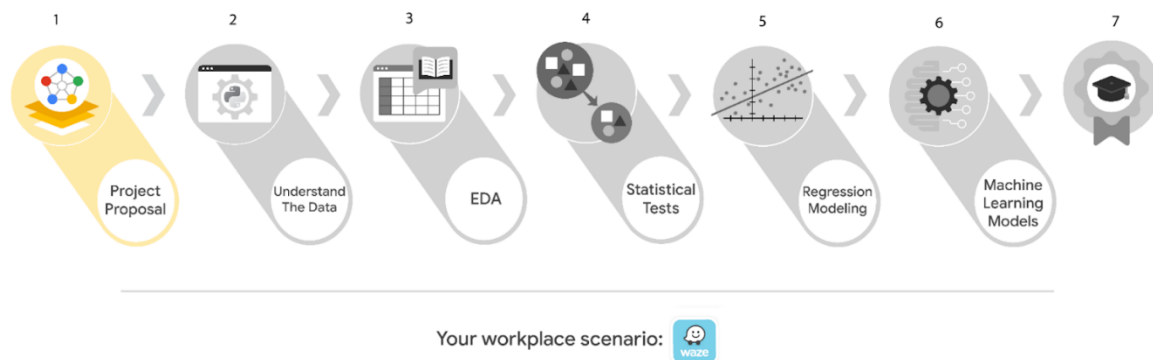 1
2
3
4
5
6
7
Project
Proposal
Understand
The Data
EDA
Statistical
Tests
Regression
Modeling
Machine
Learning
Models
Your workplace scenario:
waze